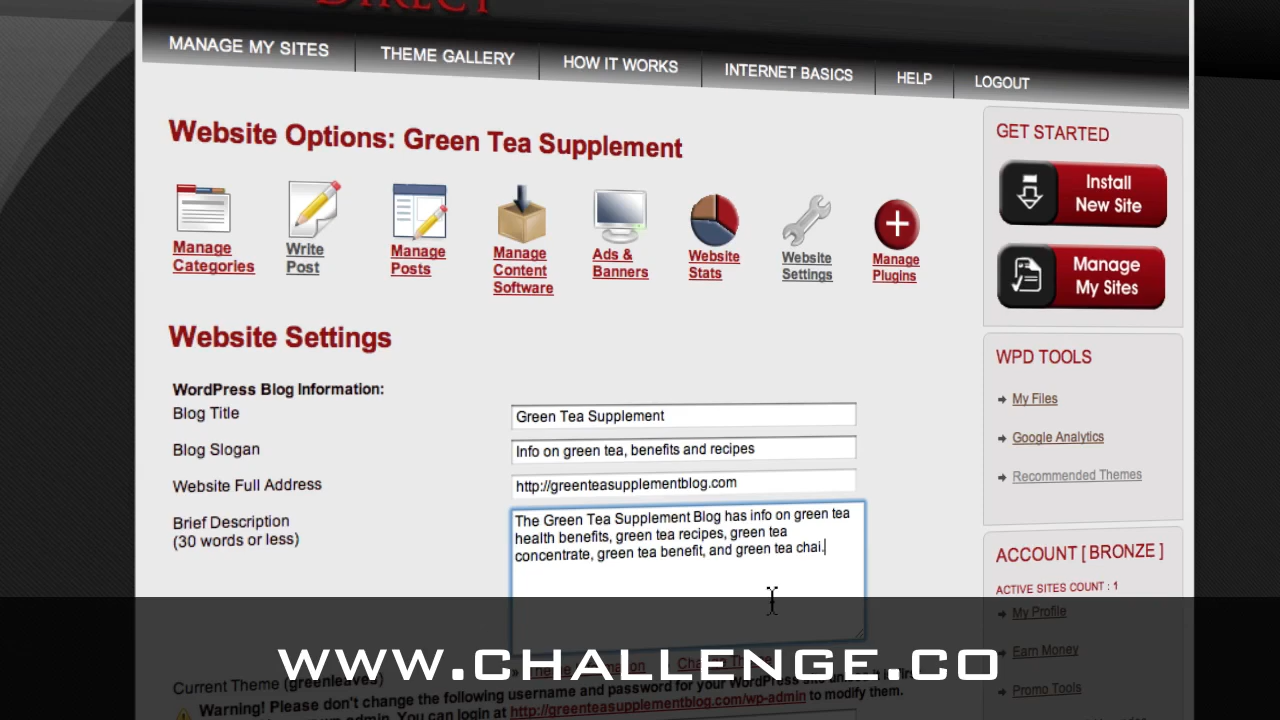 DIRECT
MANAGE MY SITES
THEME GALLERY
HOW IT WORKS
INTERNET BASICS
HELP
LOGOUT
Website Options: Green Tea Supplement
Manage
Categories
Write
Post
Manage
Posts
Manage
Content
Software
Ads &
Banners
Website
Stats
Website
Settings
Manage
Plugins
GET STARTED
Install
New Site
Manage
My Sites
Website Settings
WordPress Blog Information:
Blog Title
Green Tea Supplement
Blog Slogan
Info on green tea, benefits and recipes
Website Full Address
http://greenteasupplementblog.com
Brief Description
(30 words or less)
The Green Tea Supplement Blog has info on green tea
health benefits, green tea recipes, green tea
concentrate, green tea benefit, and green tea chai.
WPD TOOLS
My Files
Google Analytics
Recommended Themes
ACCOUNT [ BRONZE ]
ACTIVE SITES COUNT : 1
My Profile
Earn Money
Promo Tools
WWW.CHALLENGE.CO
Current Theme (greenleaves)
Warning! Please don't change the following username and password for your WordPress
You can login at http://greenteasupplementblog.com/wp-admin to modify them.